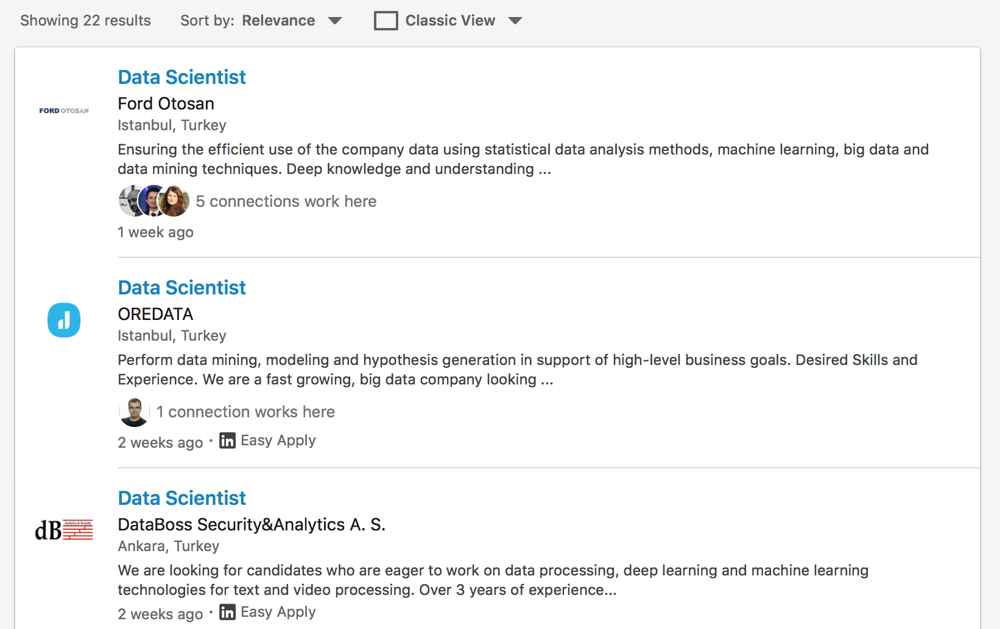 Showing 22 results Sort by: Relevance Classic View
Data Scientist
Ford Otosan
FORD OTOSAN
Istanbul, Turkey
Ensuring the efficient use of the company data using statistical data analysis methods, machine learning, big data and
data mining techniques. Deep knowledge and understanding ...
5 connections work here
1 week ago
Data Scientist
OREDATA
Istanbul, Turkey
Perform data mining, modeling and hypothesis generation in support of high-level business goals. Desired Skills and
Experience. We are a fast growing, big data company looking ...
1 connection works here
2 weeks ago · in Easy Apply
Data Scientist
DataBoss Security&Analytics A. S.
dB Analytics & Security
Ankara, Turkey
We are looking for candidates who are eager to work on data processing, deep learning and machine learning
technologies for text and video processing. Over 3 years of experience...
2 weeks ago · in Easy Apply